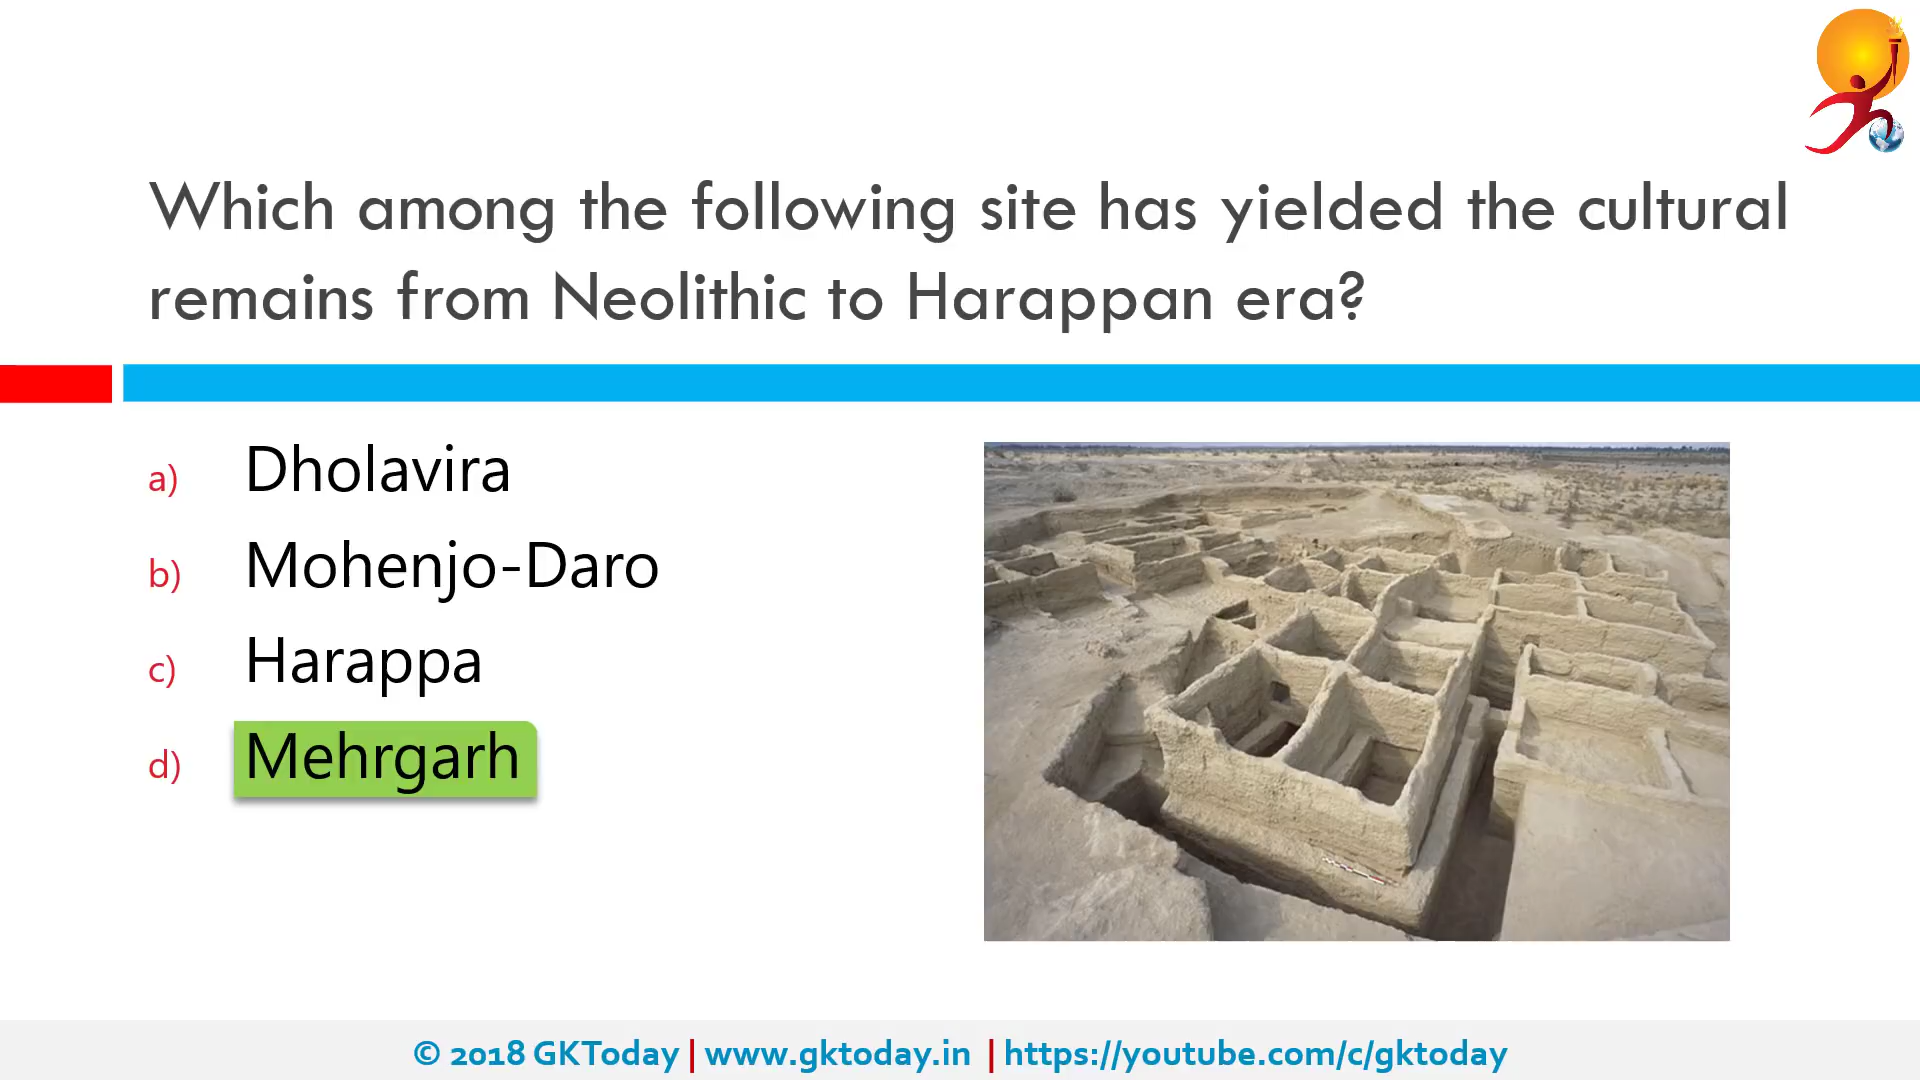 Which among the following site has yielded the cultural
remains from Neolithic to Harappan era?
a) Dholavira
b) Mohenjo-Daro
c) Harappa
d) Mehrgarh
© 2018 GKToday | www.gktoday.in | https://youtube.com/c/gktoday